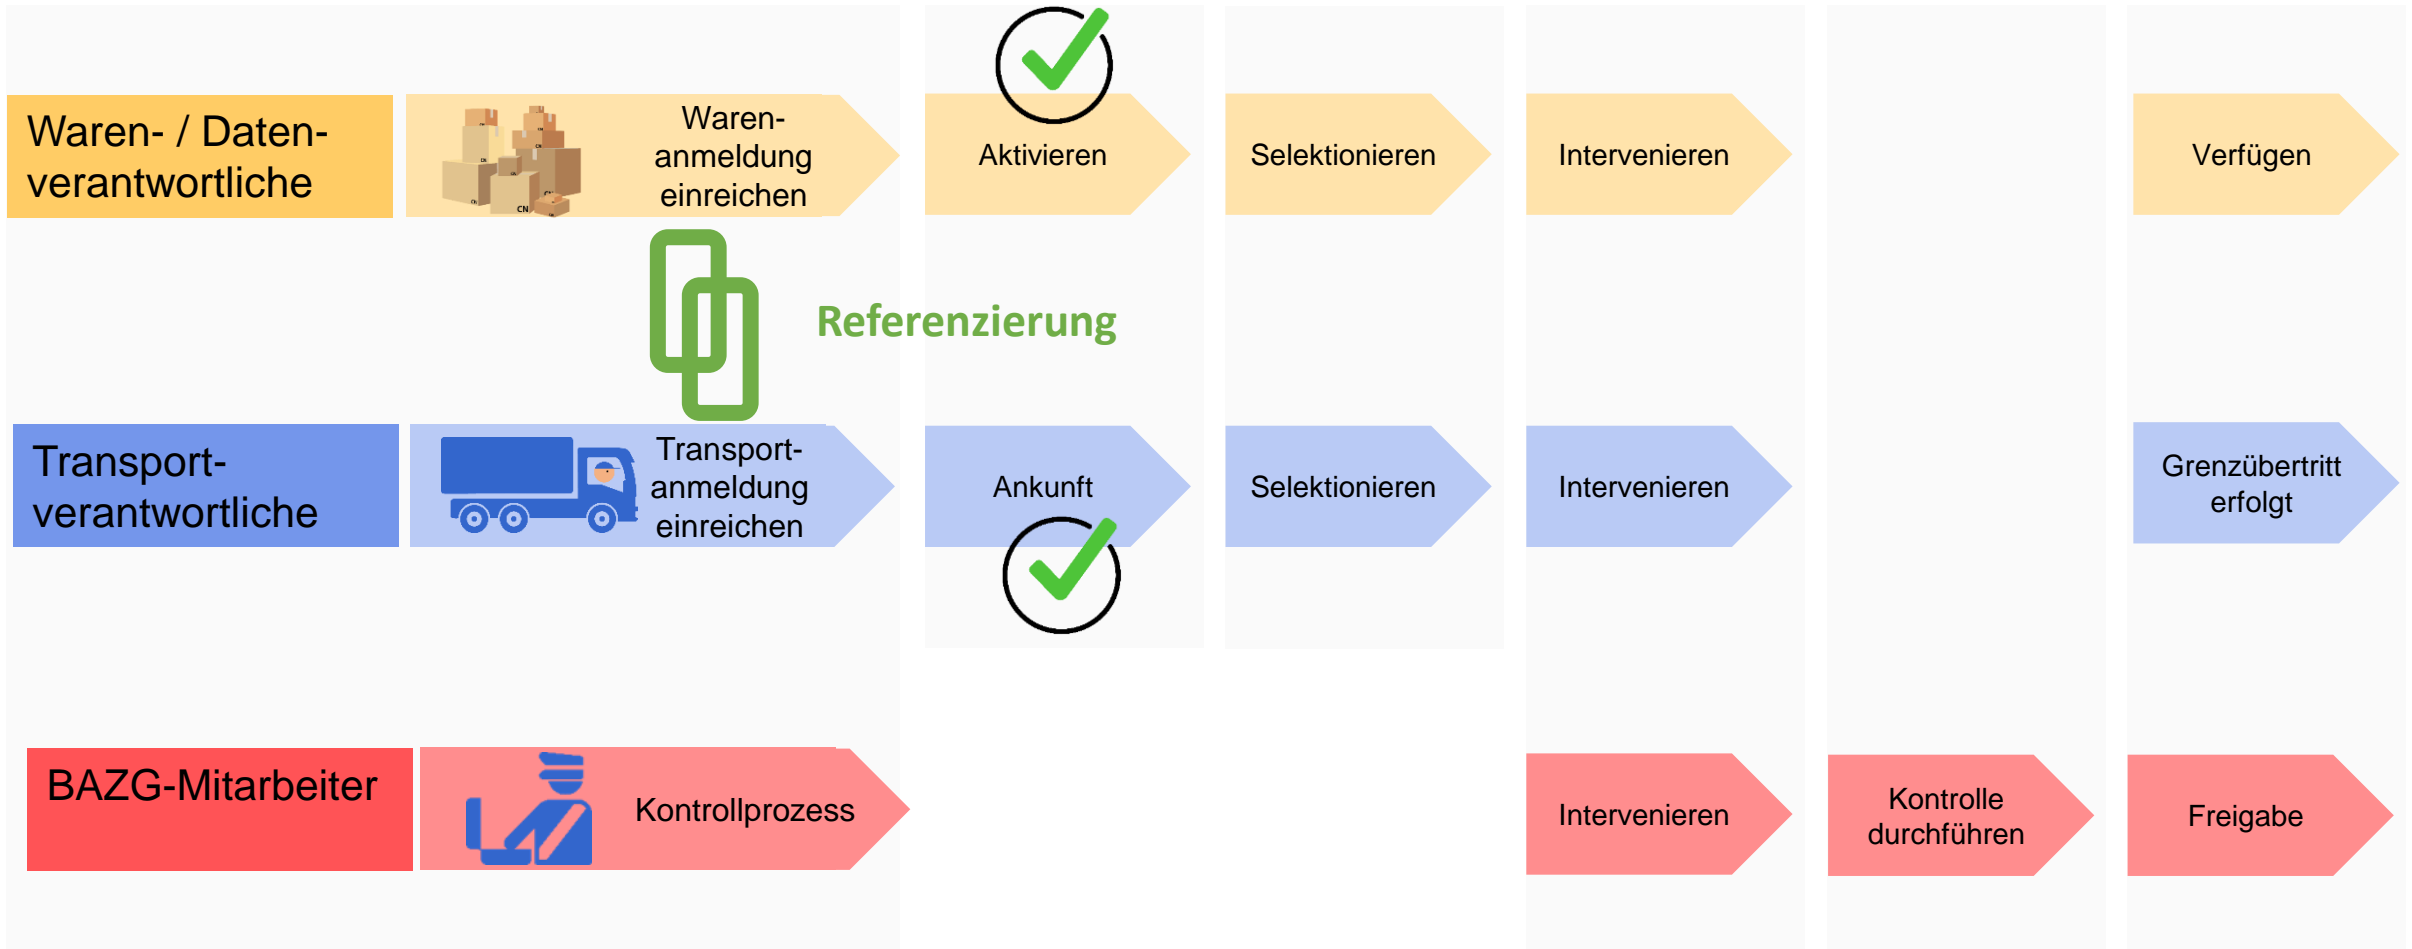 Waren- / Daten-
verantwortliche
Waren-
anmeldung
einreichen
Aktivieren
Selektionieren
Intervenieren
Verfügen
CN
Referenzierung
Transport-
verantwortliche
Transport-
anmeldung
einreichen
Ankunft
Selektionieren
Intervenieren
Grenzübertritt
erfolgt
BAZG-Mitarbeiter
Kontrollprozess
Intervenieren
Kontrolle
durchführen
Freigabe